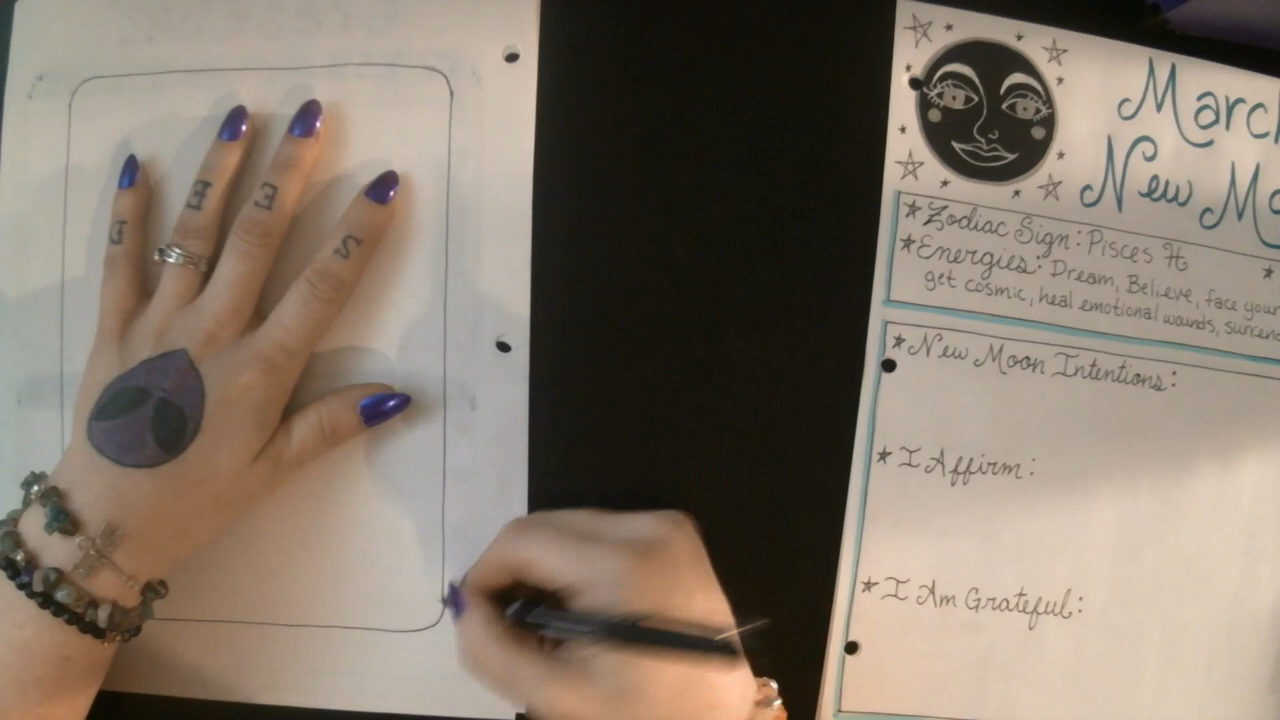 D E E S
Marc
New Mo
★ Zodiac Sign: Pisces ♓
★ Energies: Dream, Believe, face your
get cosmic, heal emotional wounds,
★ New Moon Intentions:
★ I Affirm:
★ I Am Grateful: